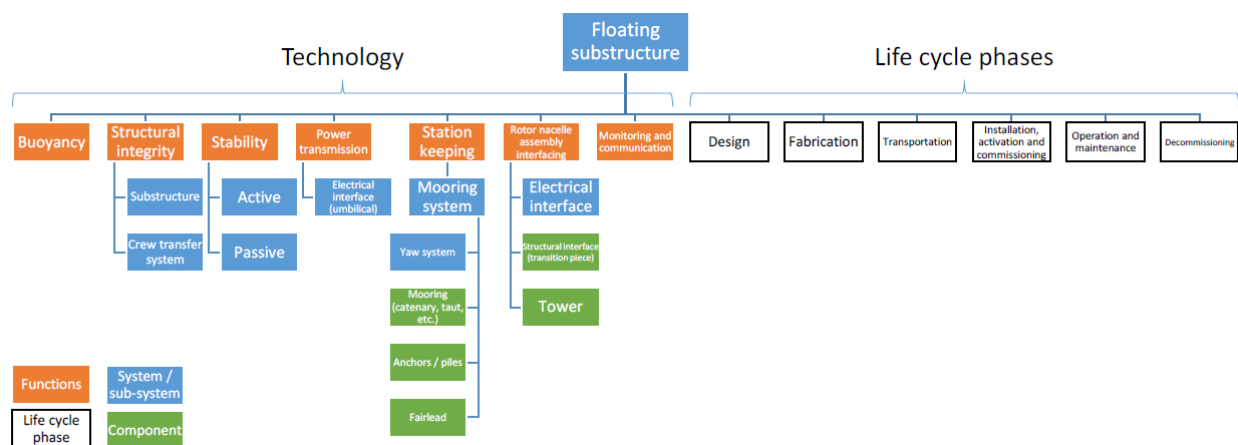 Floating
substructure
Technology
Life cycle phases
Buoyancy
Structural
integrity
Stability
Power
transmission
Station
keeping
Rotor nacelle
assembly
interfacing
Monitoring and
communication
Design
Fabrication
Transportation
Installation,
activation and
commissioning
Operation and
maintenance
Decommissioning
Substructure
Active
Electrical
interface
(umbilical)
Mooring
system
Electrical
interface
Crew transfer
system
Passive
Yaw system
Structural interface
(transition piece)
Mooring
(catenary, taut,
etc.)
Tower
Anchors / piles
Fairlead
Functions
System /
sub-system
Life cycle
phase
Component